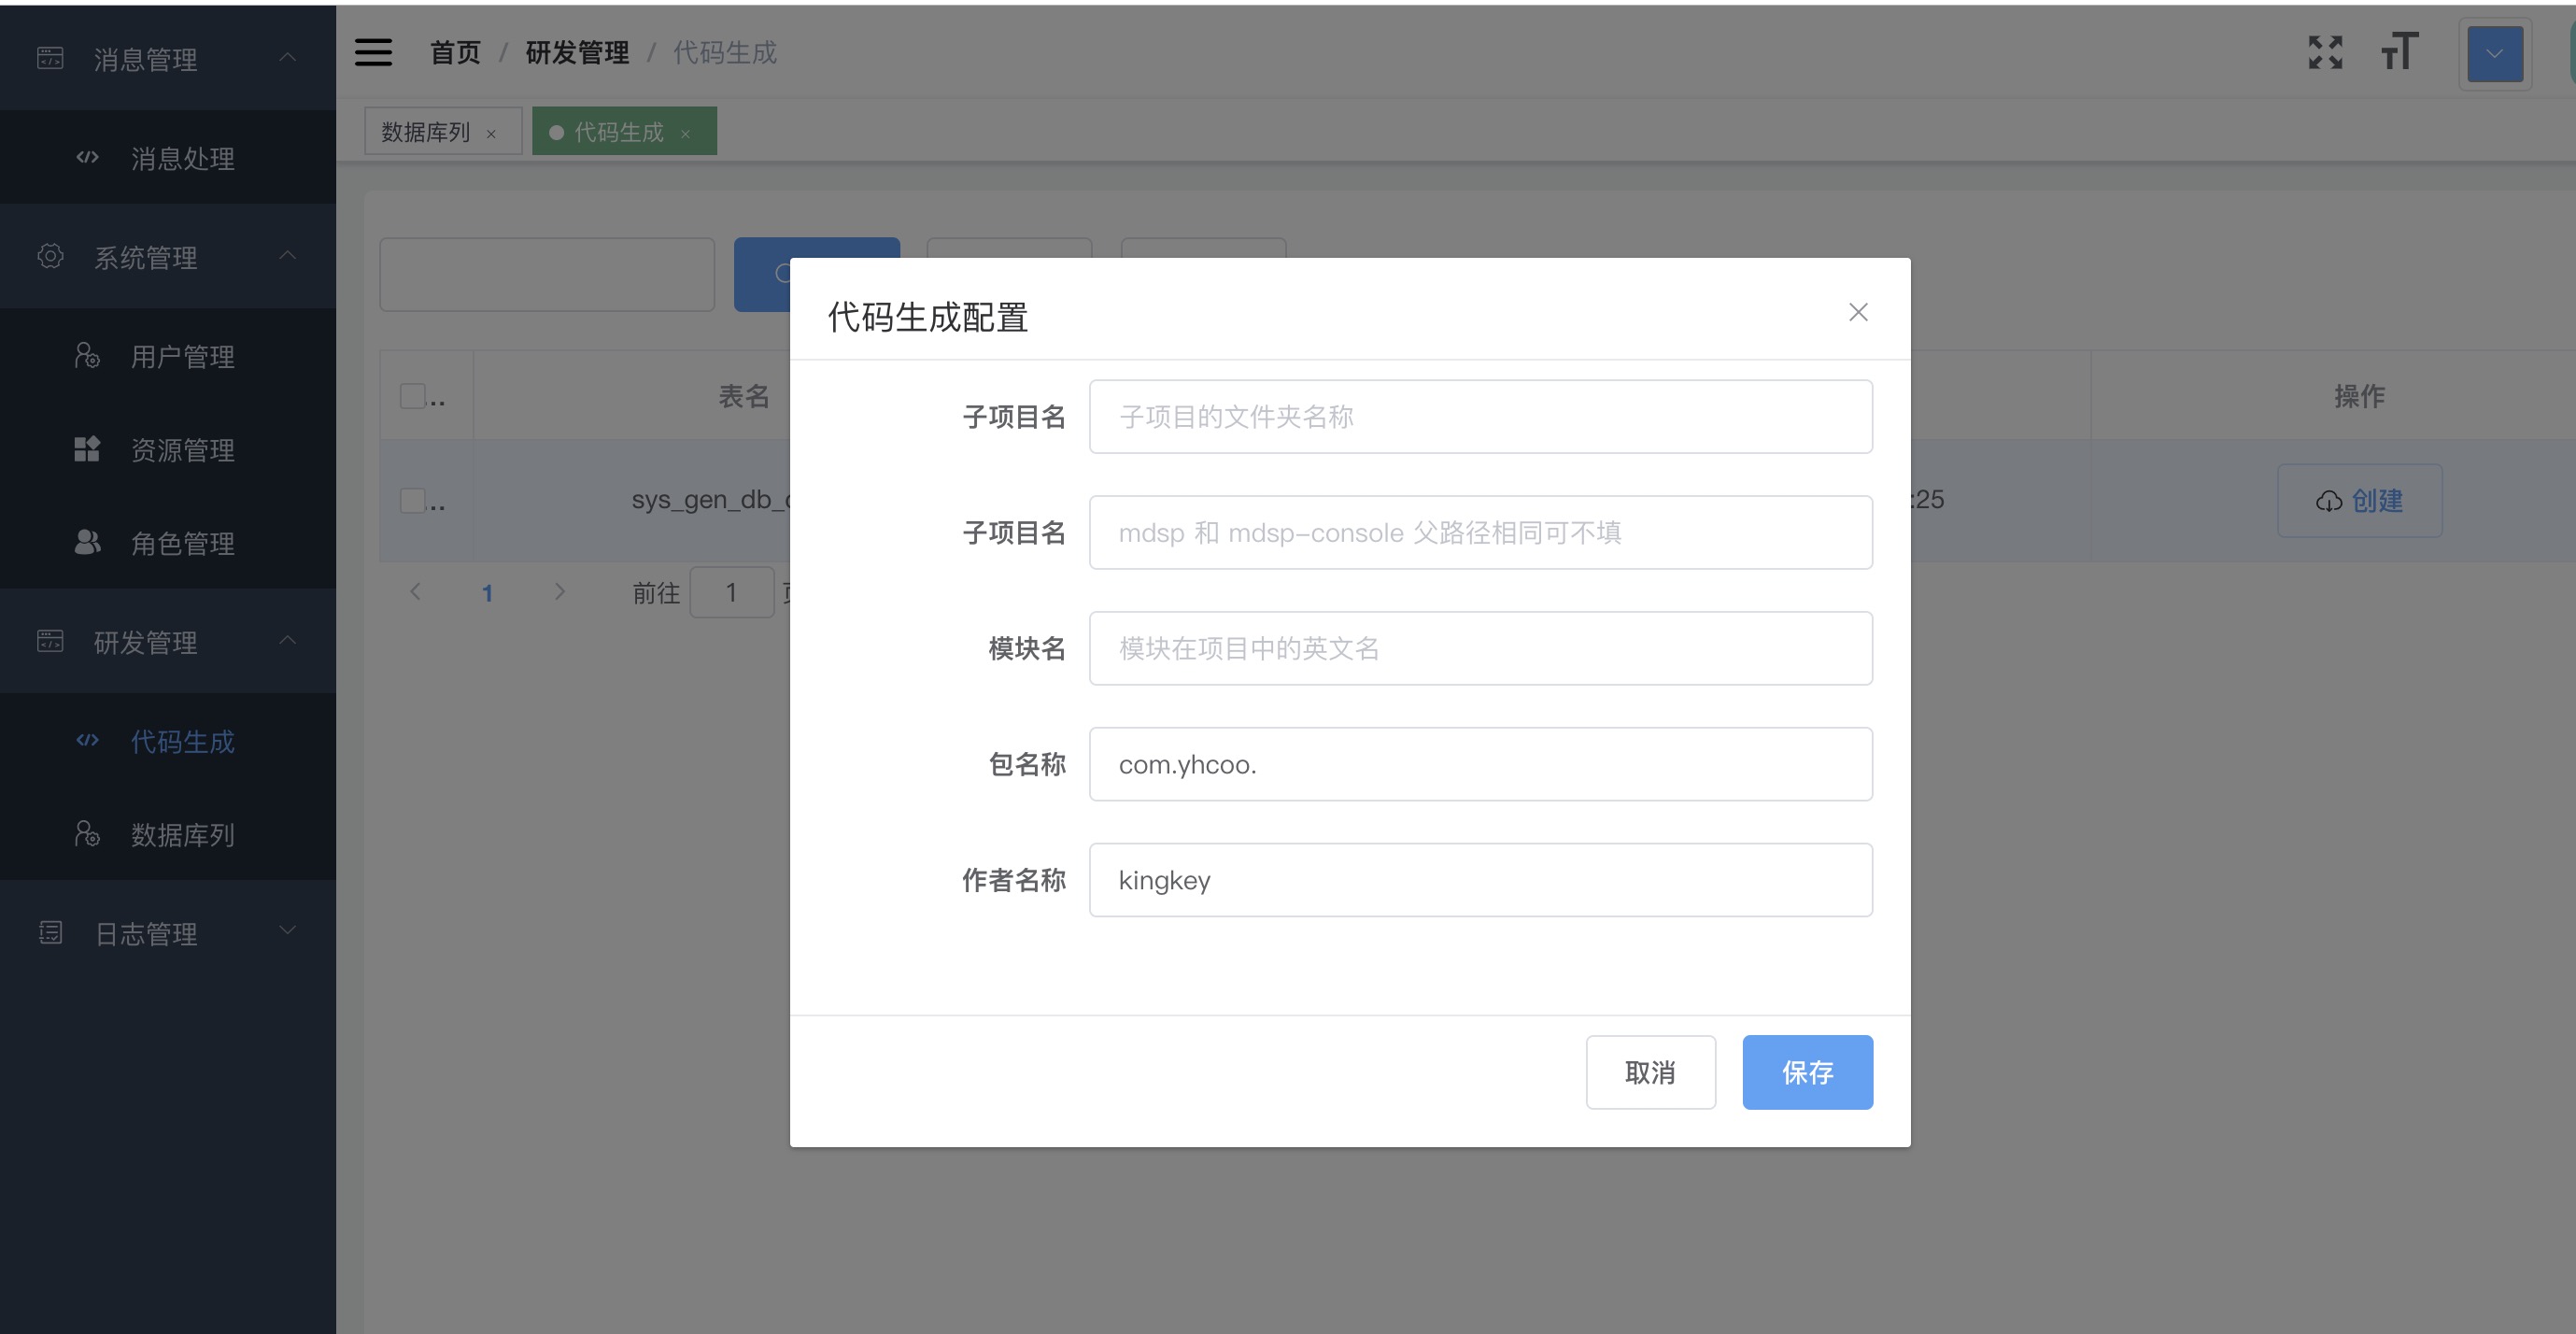 消息管理
消息处理
系统管理
用户管理
资源管理
角色管理
研发管理
代码生成
数据库列
日志管理
首页 / 研发管理 / 代码生成
数据库列 ×
代码生成 ×
表名
操作
sys_gen_db_
:25
创建
1
前往 1
代码生成配置
子项目名 子项目的文件夹名称
子项目名 mdsp 和 mdsp-console 父路径相同可不填
模块名 模块在项目中的英文名
包名称 com.yhcoo.
作者名称 kingkey
取消
保存